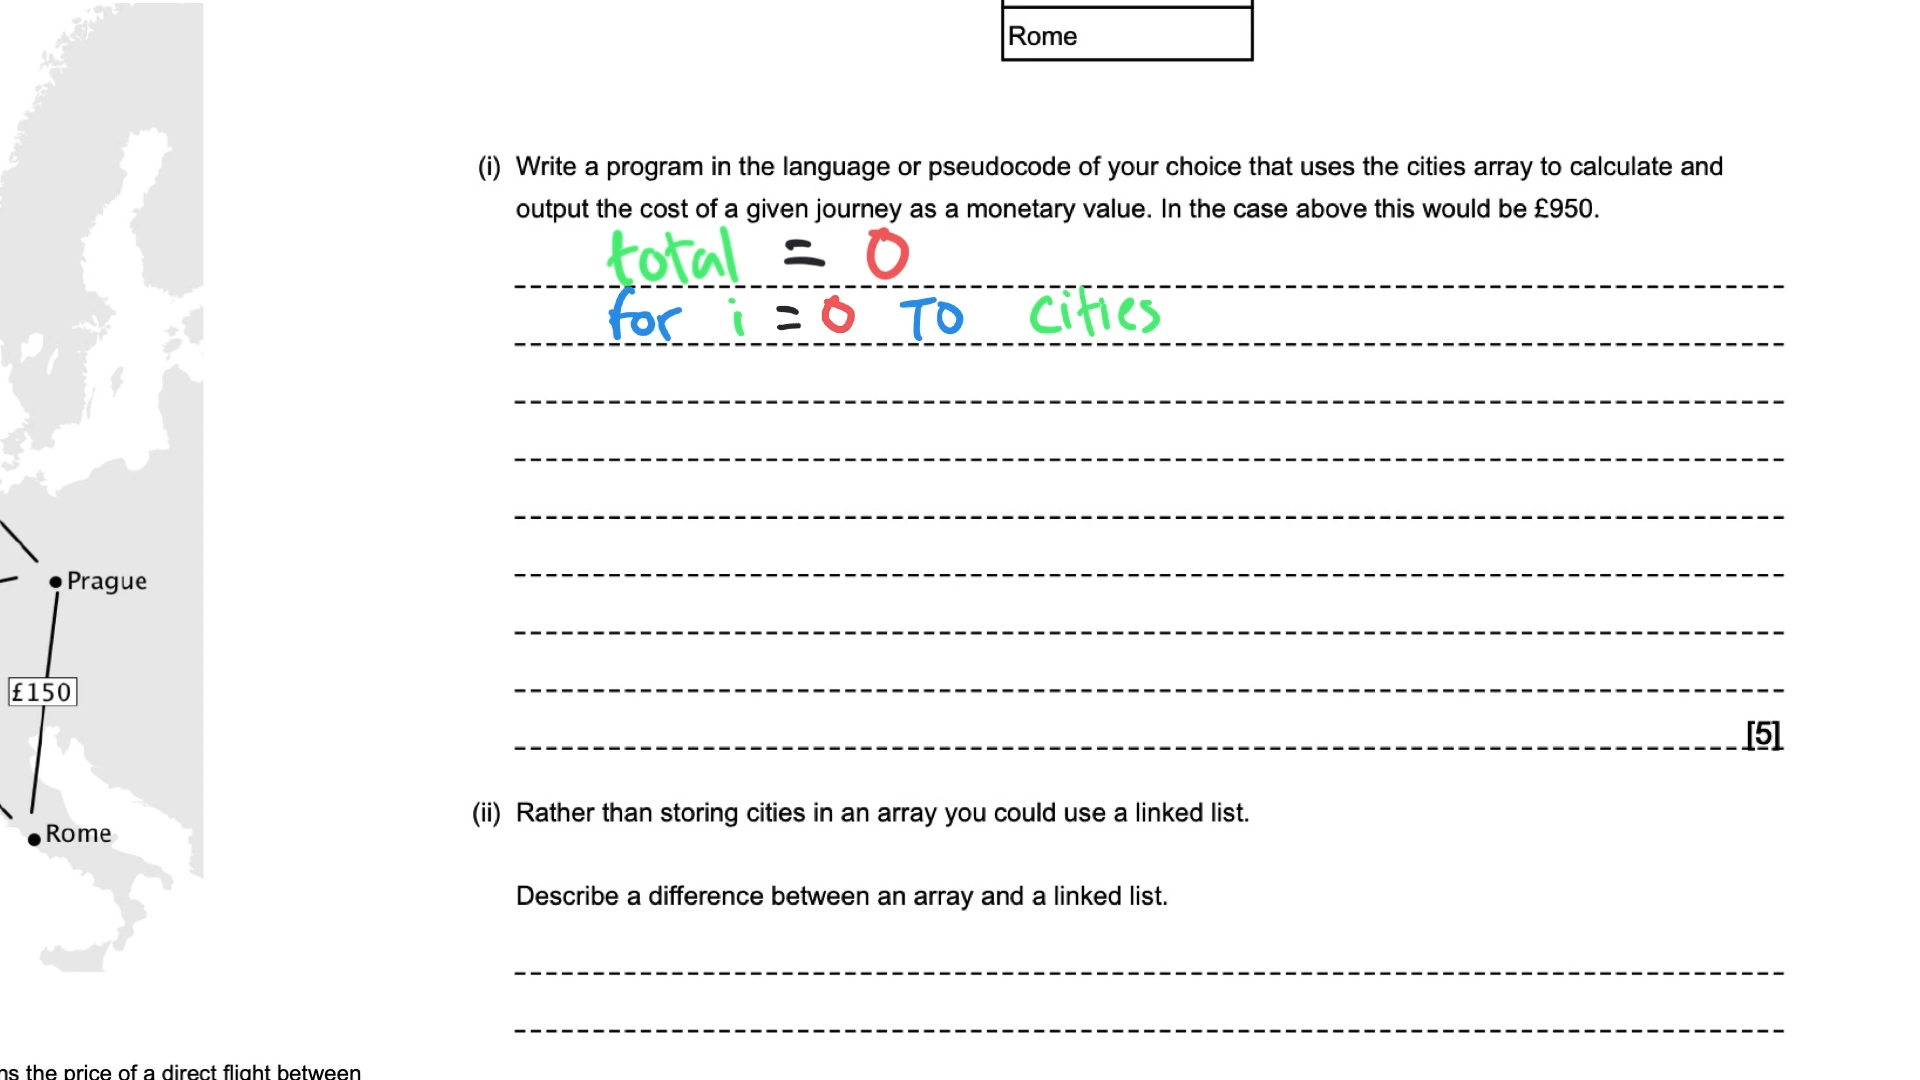 Rome
(i) Write a program in the language or pseudocode of your choice that uses the cities array to calculate and
output the cost of a given journey as a monetary value. In the case above this would be £950.
total = 0
for i = 0 TO cities
[5]
(ii) Rather than storing cities in an array you could use a linked list.
Describe a difference between an array and a linked list.
Prague
£150
Rome
the price of a direct flight between